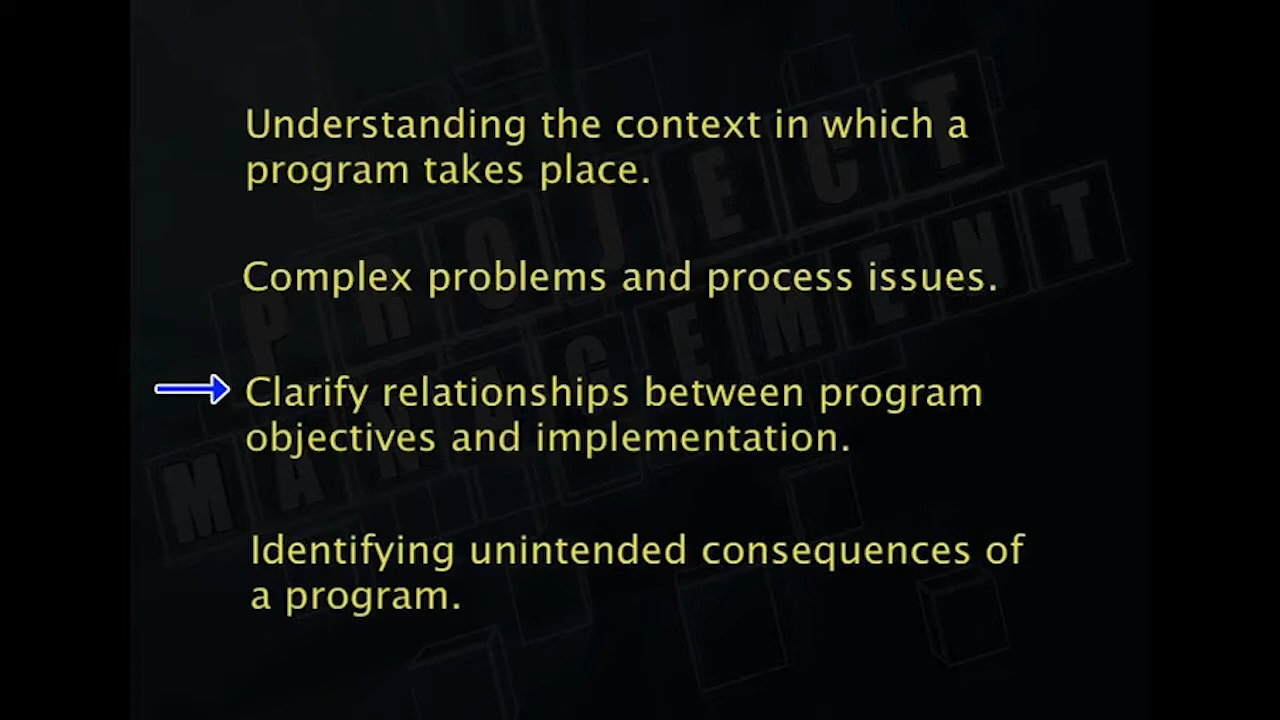 Understanding the context in which a
program takes place.
Complex problems and process issues.
Clarify relationships between program
objectives and implementation.
Identifying unintended consequences of
a program.
PROJECT
MANAGEMENT